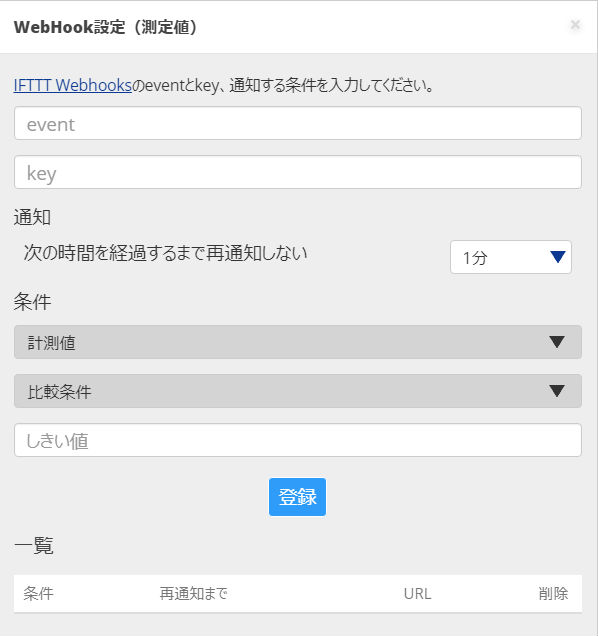 WebHook設定（測定値）
×
IFTTT Webhooksのeventとkey、通知する条件を入力してください。
event
key
通知
次の時間を経過するまで再通知しない
1分
条件
計測値
比較条件
しきい値
登録
一覧
条件 再通知まで URL 削除